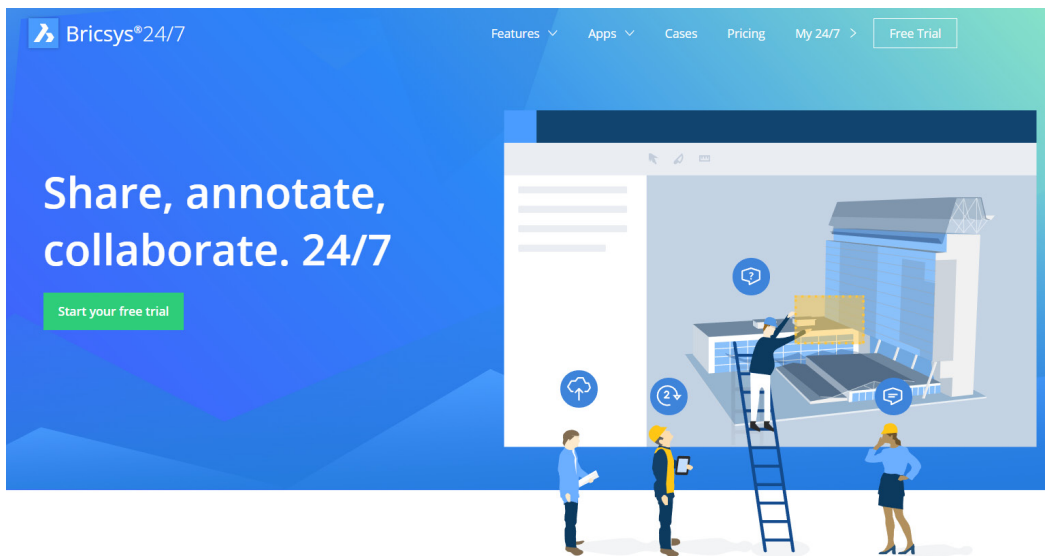 Bricsys®24/7
Features
Apps
Cases
Pricing
My 24/7
Free Trial
Share, annotate,
collaborate. 24/7
Start your free trial
?
2